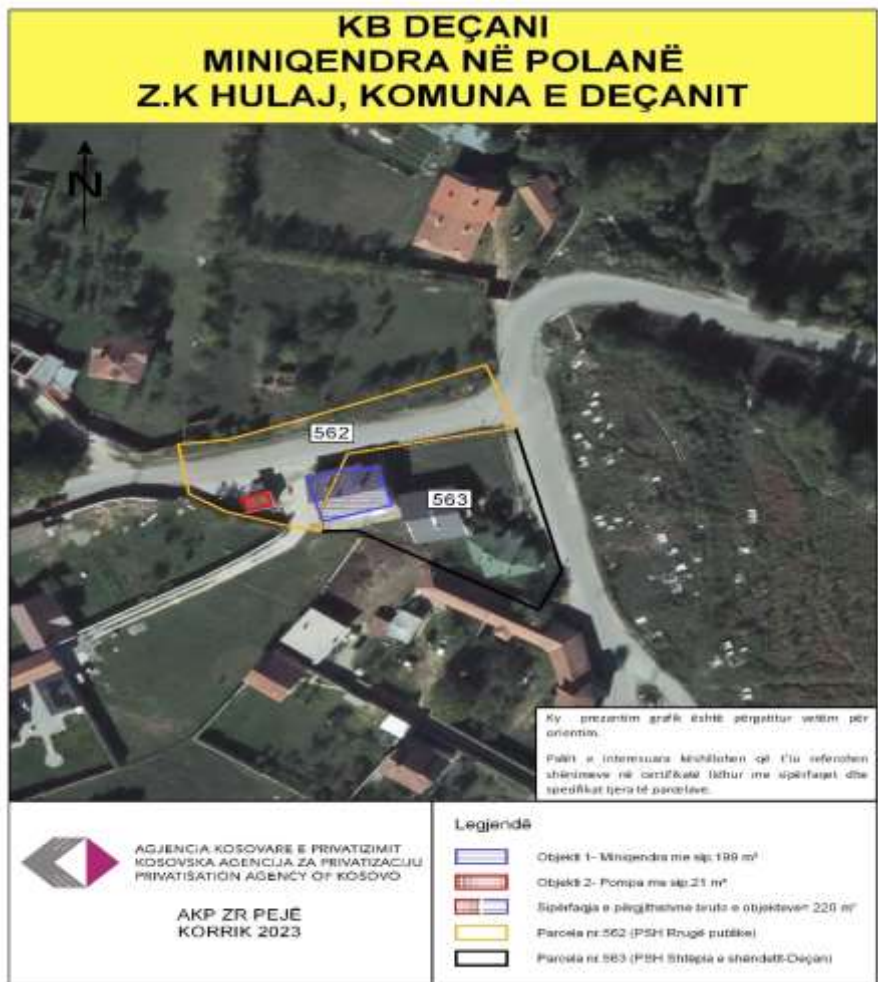 KB DEÇANI
MINIQENDRA NË POLANË
Z.K HULAJ, KOMUNA E DEÇANIT
N
562
563
Ky prezantim grafik është përgatitur vetëm për
orientim.
Palët e interesuara këshillohen që t'iu referohen
shënimeve në certifikatë lidhur me sipërfaqet dhe
specifikat tjera të parcelave.
AGJENCIA KOSOVARE E PRIVATIZIMIT
KOSOVSKA AGENCIJA ZA PRIVATIZACIJU
PRIVATISATION AGENCY OF KOSOVO
AKP ZR PEJË
KORRIK 2023
Legjendë
Objekti 1- Miniqendra me sip.199 m²
Objekti 2- Pompa me sip.21 m²
Sipërfaqja e përgjithshme bruto e objekteve= 220 m²
Parcela nr.562 (PSH Rrugë publike)
Parcela nr.563 (PSH Shtëpia e shëndetit-Deçan)